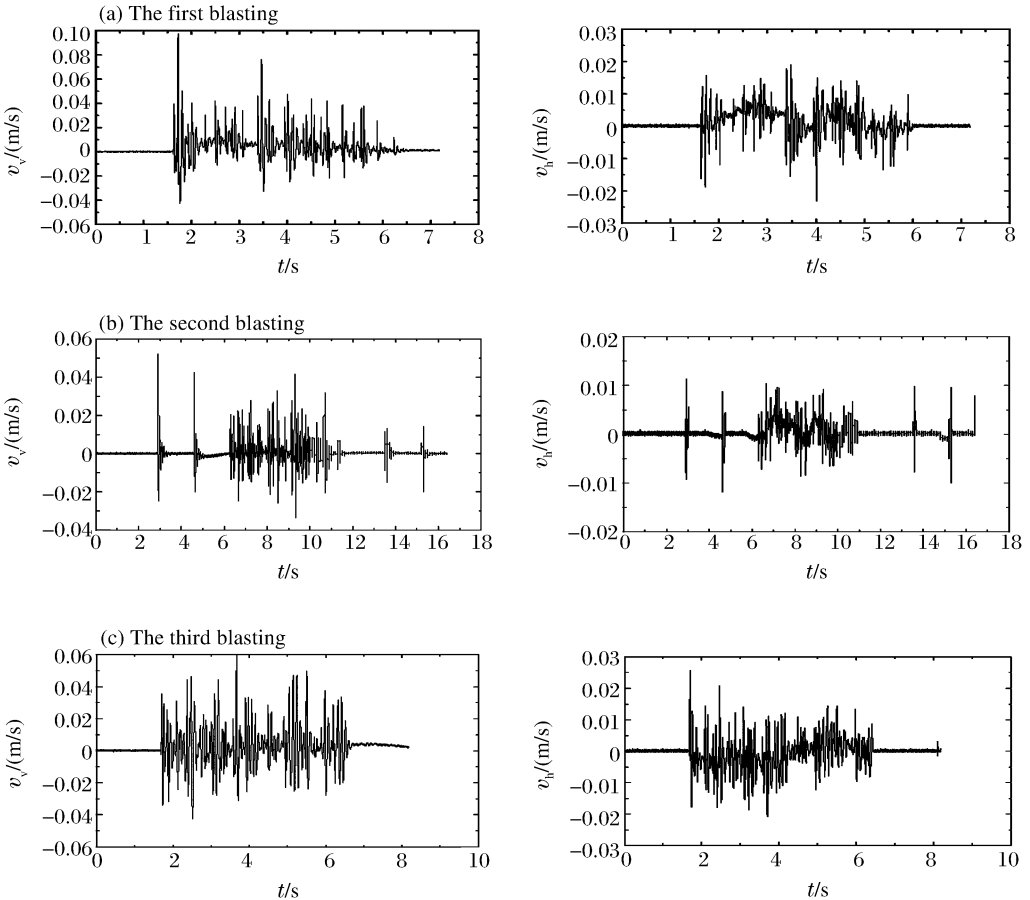 (a) The first blasting
0.10
0.08
0.06
0.04
0.02
0
−0.02
−0.04
−0.06
0 1 2 3 4 5 6 7 8
v_v/(m/s)
t/s
0.03
0.02
0.01
0
−0.01
−0.02
−0.03
0 1 2 3 4 5 6 7 8
v_h/(m/s)
t/s
(b) The second blasting
0.06
0.04
0.02
0
−0.02
−0.04
0 2 4 6 8 10 12 14 16 18
v_v/(m/s)
t/s
0.02
0.01
0
−0.01
−0.02
0 2 4 6 8 10 12 14 16 18
v_h/(m/s)
t/s
(c) The third blasting
0.06
0.04
0.02
0
−0.02
−0.04
−0.06
0 2 4 6 8 10
v_v/(m/s)
t/s
0.03
0.02
0.01
0
−0.01
−0.02
−0.03
0 2 4 6 8 10
v_h/(m/s)
t/s